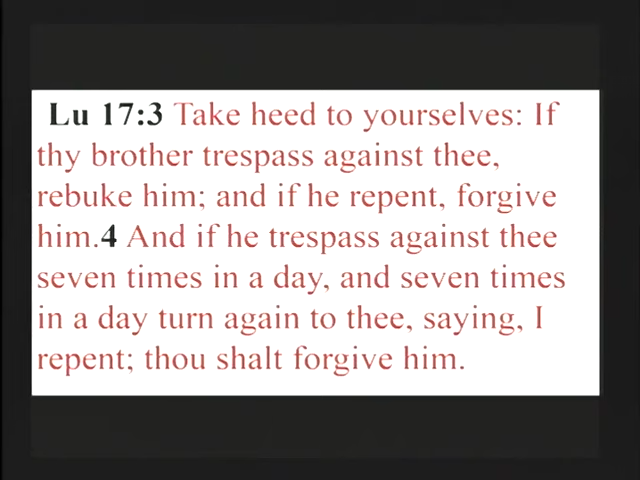 Lu 17:3 Take heed to yourselves: If
thy brother trespass against thee,
rebuke him; and if he repent, forgive
him.4 And if he trespass against thee
seven times in a day, and seven times
in a day turn again to thee, saying, I
repent; thou shalt forgive him.